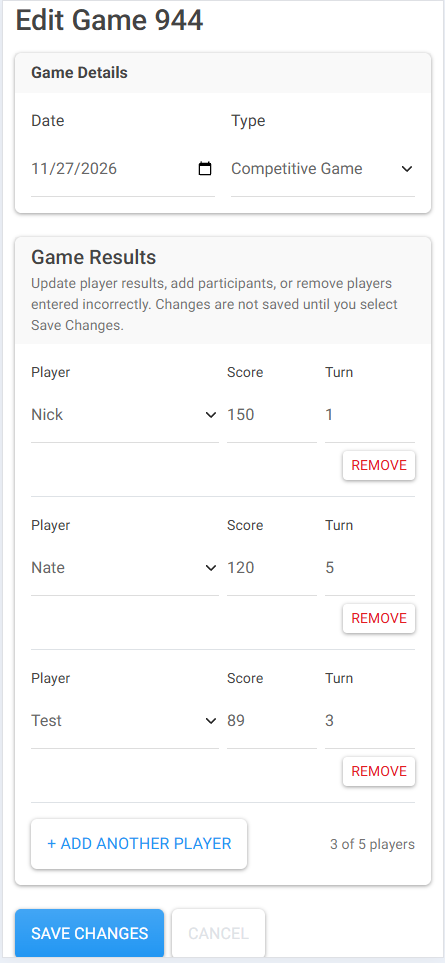 Edit Game 944
Game Details
Date Type
11/27/2026 Competitive Game
Game Results
Update player results, add participants, or remove players
entered incorrectly. Changes are not saved until you select
Save Changes.
Player Score Turn
Nick 150 1
REMOVE
Player Score Turn
Nate 120 5
REMOVE
Player Score Turn
Test 89 3
REMOVE
+ ADD ANOTHER PLAYER 3 of 5 players
SAVE CHANGES CANCEL